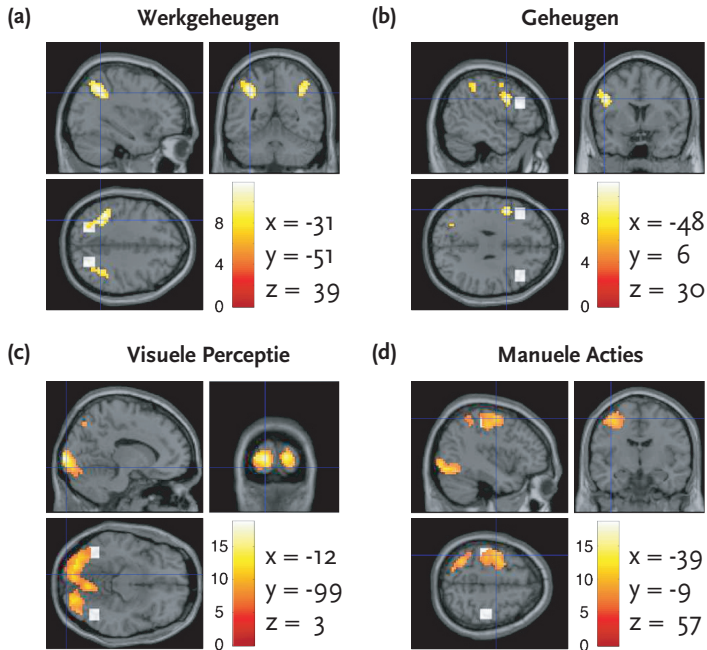 (a) Werkgeheugen
8
4
0
x = -31
y = -51
z = 39
(b) Geheugen
8
4
0
x = -48
y = 6
z = 30
(c) Visuele Perceptie
15
10
5
0
x = -12
y = -99
z = 3
(d) Manuele Acties
15
10
5
0
x = -39
y = -9
z = 57